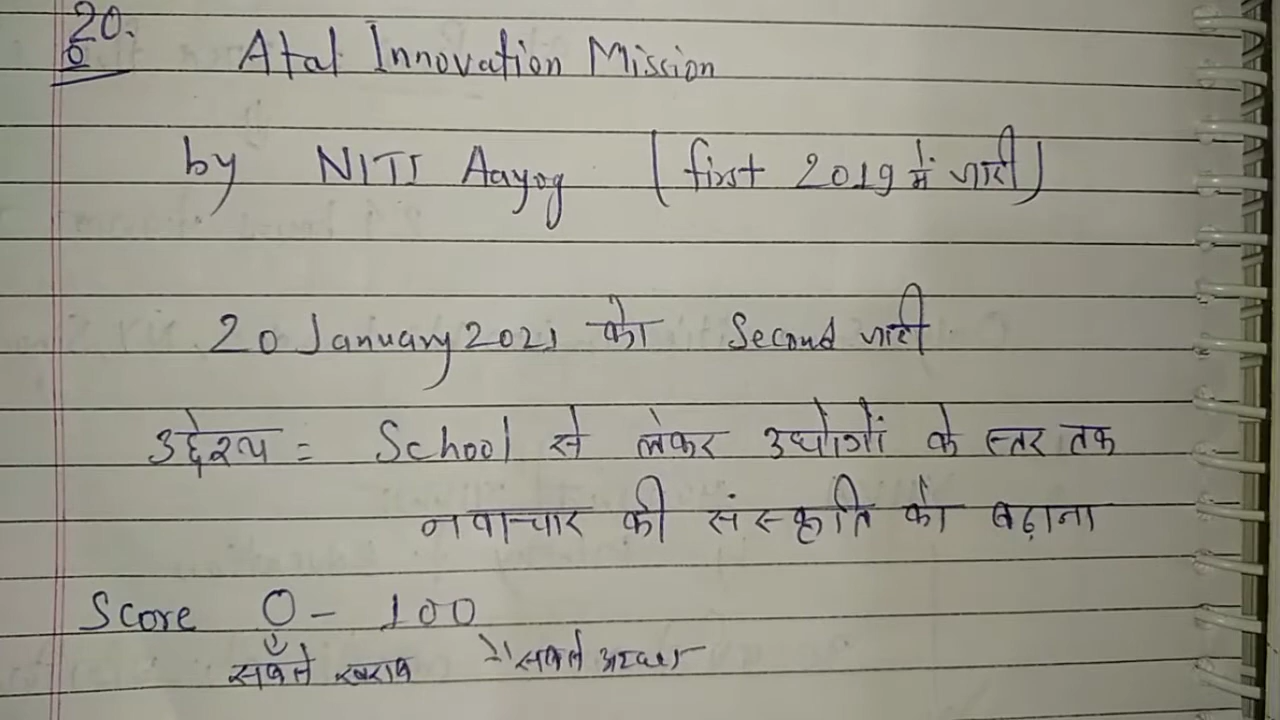 20.
Atal Innovation Mission
by NITI Aayog (first 2019 में जारी)
20 January 2021 को Second जारी
उद्देश्य = School से लेकर उद्योगों के स्तर तक
नवाचार की संस्कृति को बढ़ाना
Score 0 - 100
सबसे खराब सबसे अच्छा